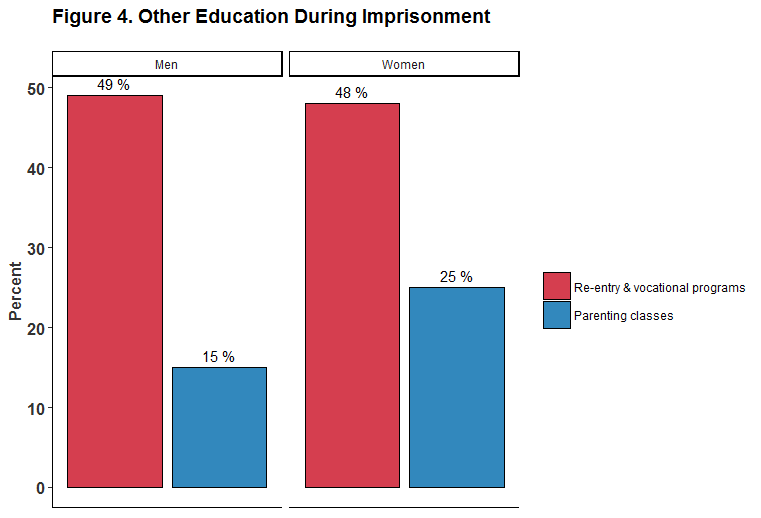 Figure 4. Other Education During Imprisonment
Men
Women
49 %
48 %
25 %
15 %
50
40
30
20
10
0
Percent
Re-entry & vocational programs
Parenting classes